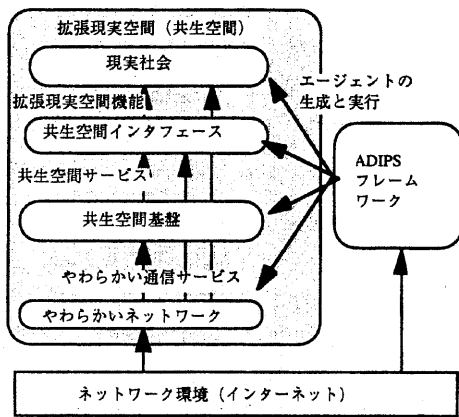 拡張現実空間（共生空間）
現実社会
拡張現実空間機能
共生空間インタフェース
共生空間サービス
共生空間基盤
やわらかい通信サービス
やわらかいネットワーク
エージェントの
生成と実行
ADIPS
フレーム
ワーク
ネットワーク環境（インターネット）